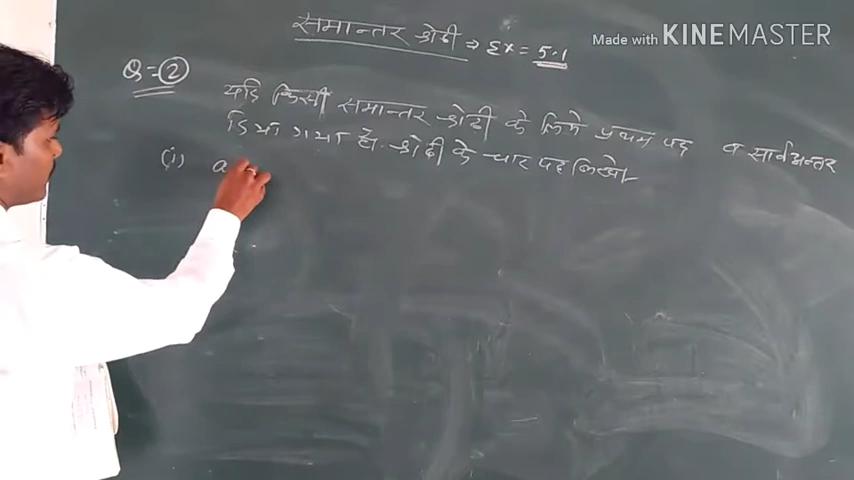 समान्तर श्रेढी ⇒ Ex = 5.1
Made with KINEMASTER
Q = 2
यदि किसी समान्तर श्रेढी के लिये प्रथम पद व सार्वअन्तर
दिया गया है. श्रेढी के चार पद लिखो
(i) a =